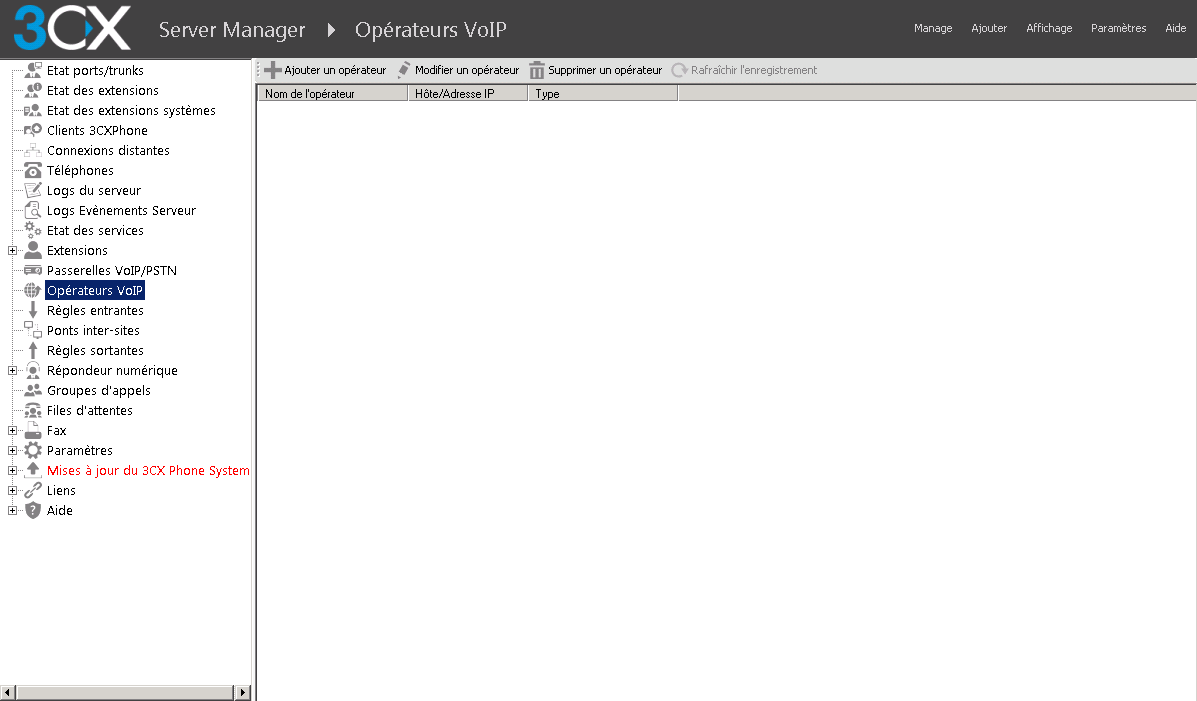 3CX Server Manager Opérateurs VoIP Manage Ajouter Affichage Paramètres Aide
Ajouter un opérateur Modifier un opérateur Supprimer un opérateur Rafraîchir l'enregistrement
Nom de l'opérateur Hôte/Adresse IP Type
Etat ports/trunks
Etat des extensions
Etat des extensions systèmes
Clients 3CXPhone
Connexions distantes
Téléphones
Logs du serveur
Logs Evènements Serveur
Etat des services
Extensions
Passerelles VoIP/PSTN
Opérateurs VoIP
Règles entrantes
Ponts inter-sites
Règles sortantes
Répondeur numérique
Groupes d'appels
Files d'attentes
Fax
Paramètres
Mises à jour du 3CX Phone System
Liens
Aide